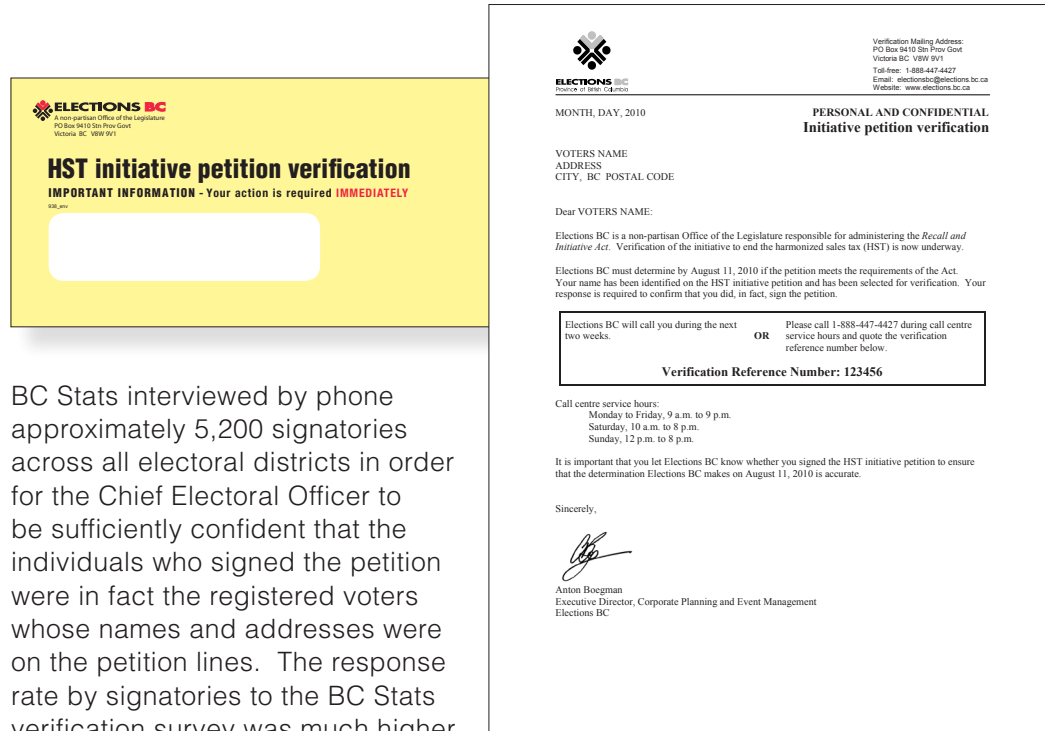 ELECTIONS BC
A non-partisan Office of the Legislature
PO Box 9410 Stn Prov Govt
Victoria BC V8W 9V1
HST initiative petition verification
IMPORTANT INFORMATION - Your action is required IMMEDIATELY
938_env
BC Stats interviewed by phone
approximately 5,200 signatories
across all electoral districts in order
for the Chief Electoral Officer to
be sufficiently confident that the
individuals who signed the petition
were in fact the registered voters
whose names and addresses were
on the petition lines.  The response
rate by signatories to the BC Stats
verification survey was much higher
ELECTIONS BC
Province of British Columbia
Verification Mailing Address:
PO Box 9410 Stn Prov Govt
Victoria BC V8W 9V1
Toll-free: 1-888-447-4427
Email: electionsbc@elections.bc.ca
Website: www.elections.bc.ca
MONTH, DAY, 2010
PERSONAL AND CONFIDENTIAL
Initiative petition verification
VOTERS NAME
ADDRESS
CITY, BC POSTAL CODE
Dear VOTERS NAME:
Elections BC is a non-partisan Office of the Legislature responsible for administering the Recall and
Initiative Act. Verification of the initiative to end the harmonized sales tax (HST) is now underway.
Elections BC must determine by August 11, 2010 if the petition meets the requirements of the Act.
Your name has been identified on the HST initiative petition and has been selected for verification. Your
response is required to confirm that you did, in fact, sign the petition.
Elections BC will call you during the next
two weeks.
OR
Please call 1-888-447-4427 during call centre
service hours and quote the verification
reference number below.
Verification Reference Number: 123456
Call centre service hours:
Monday to Friday, 9 a.m. to 9 p.m.
Saturday, 10 a.m. to 8 p.m.
Sunday, 12 p.m. to 8 p.m.
It is important that you let Elections BC know whether you signed the HST initiative petition to ensure
that the determination Elections BC makes on August 11, 2010 is accurate.
Sincerely,
Anton Boegman
Executive Director, Corporate Planning and Event Management
Elections BC